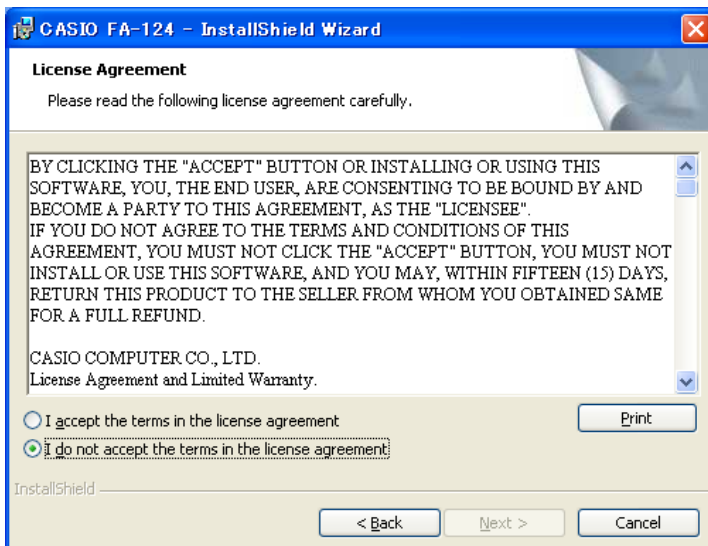 CASIO FA-124 - InstallShield Wizard
License Agreement
Please read the following license agreement carefully.
BY CLICKING THE "ACCEPT" BUTTON OR INSTALLING OR USING THIS
SOFTWARE, YOU, THE END USER, ARE CONSENTING TO BE BOUND BY AND
BECOME A PARTY TO THIS AGREEMENT, AS THE "LICENSEE".
IF YOU DO NOT AGREE TO THE TERMS AND CONDITIONS OF THIS
AGREEMENT, YOU MUST NOT CLICK THE "ACCEPT" BUTTON, YOU MUST NOT
INSTALL OR USE THIS SOFTWARE, AND YOU MAY, WITHIN FIFTEEN (15) DAYS,
RETURN THIS PRODUCT TO THE SELLER FROM WHOM YOU OBTAINED SAME
FOR A FULL REFUND.
CASIO COMPUTER CO., LTD.
License Agreement and Limited Warranty.
I accept the terms in the license agreement
Print
I do not accept the terms in the license agreement
InstallShield
< Back
Next >
Cancel